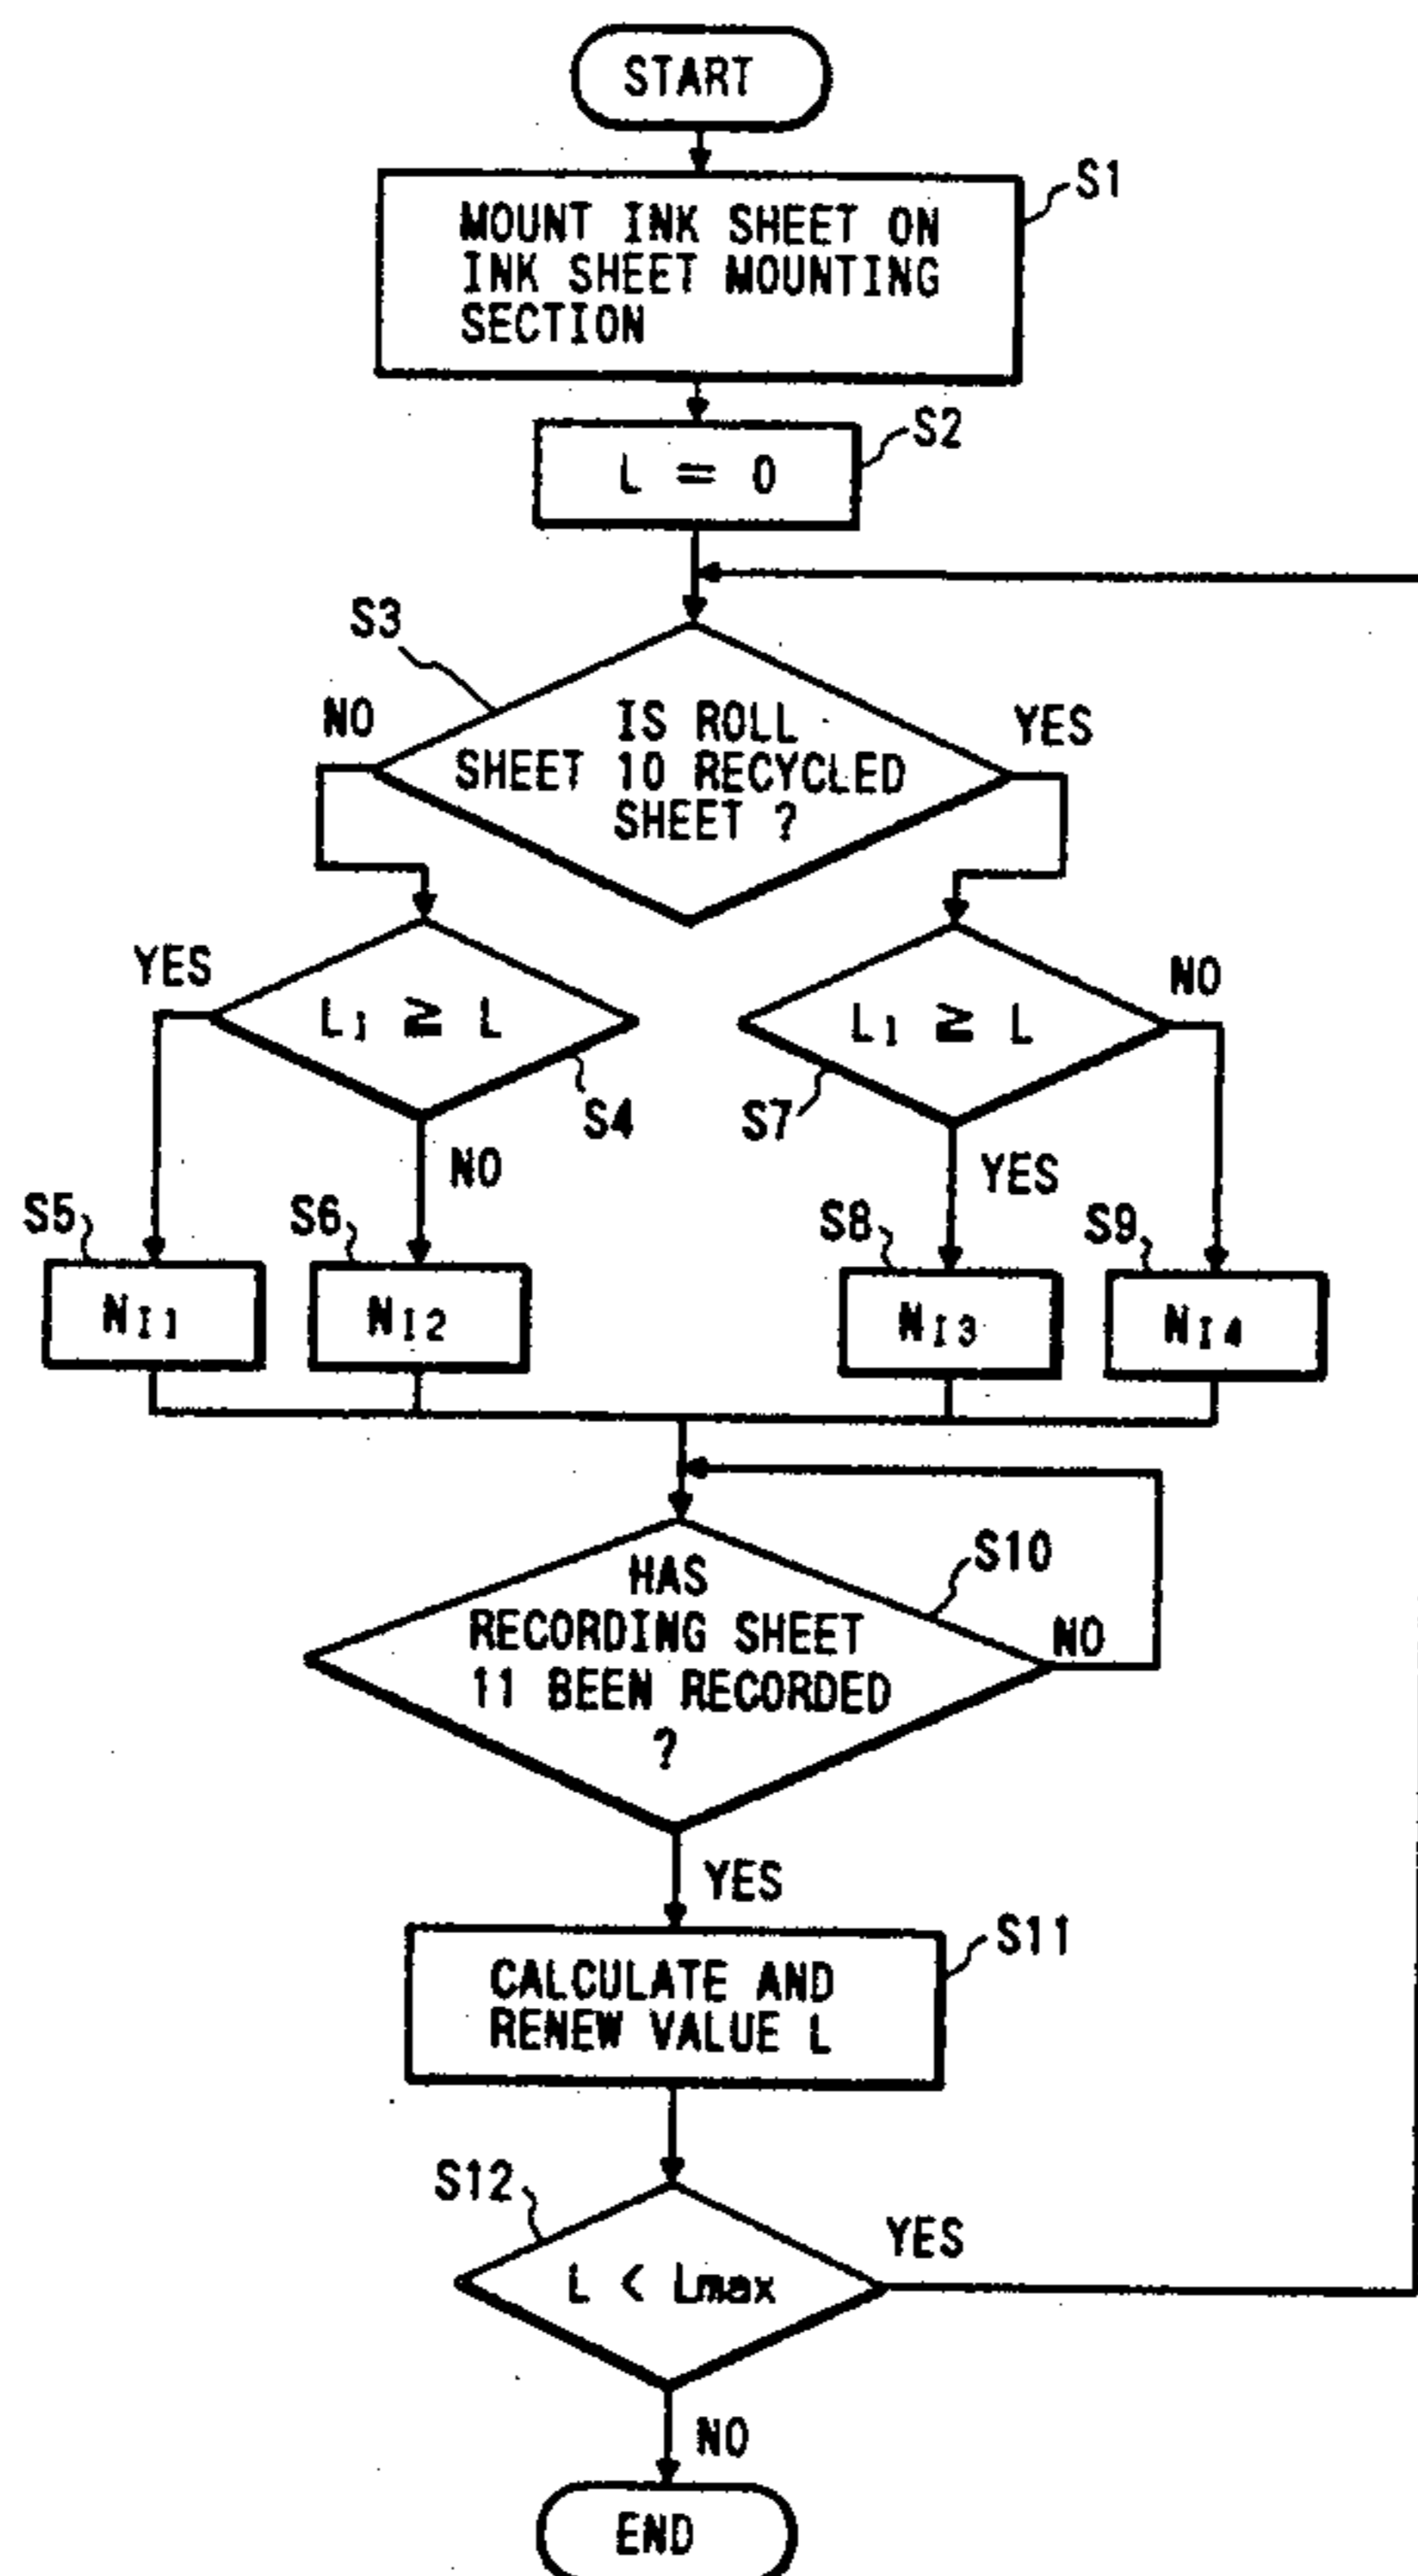 START
S1
MOUNT INK SHEET ON
INK SHEET MOUNTING
SECTION
S2
L = 0
S3
NO
YES
IS ROLL
SHEET 10 RECYCLED
SHEET ?
YES
L1 ≧ L
S4
NO
L1 ≧ L
NO
S7
YES
S5
NI1
S6
NI2
S8
NI3
S9
NI4
S10
HAS
RECORDING SHEET
11 BEEN RECORDED
?
NO
YES
S11
CALCULATE AND
RENEW VALUE L
S12
L < Lmax
YES
NO
END